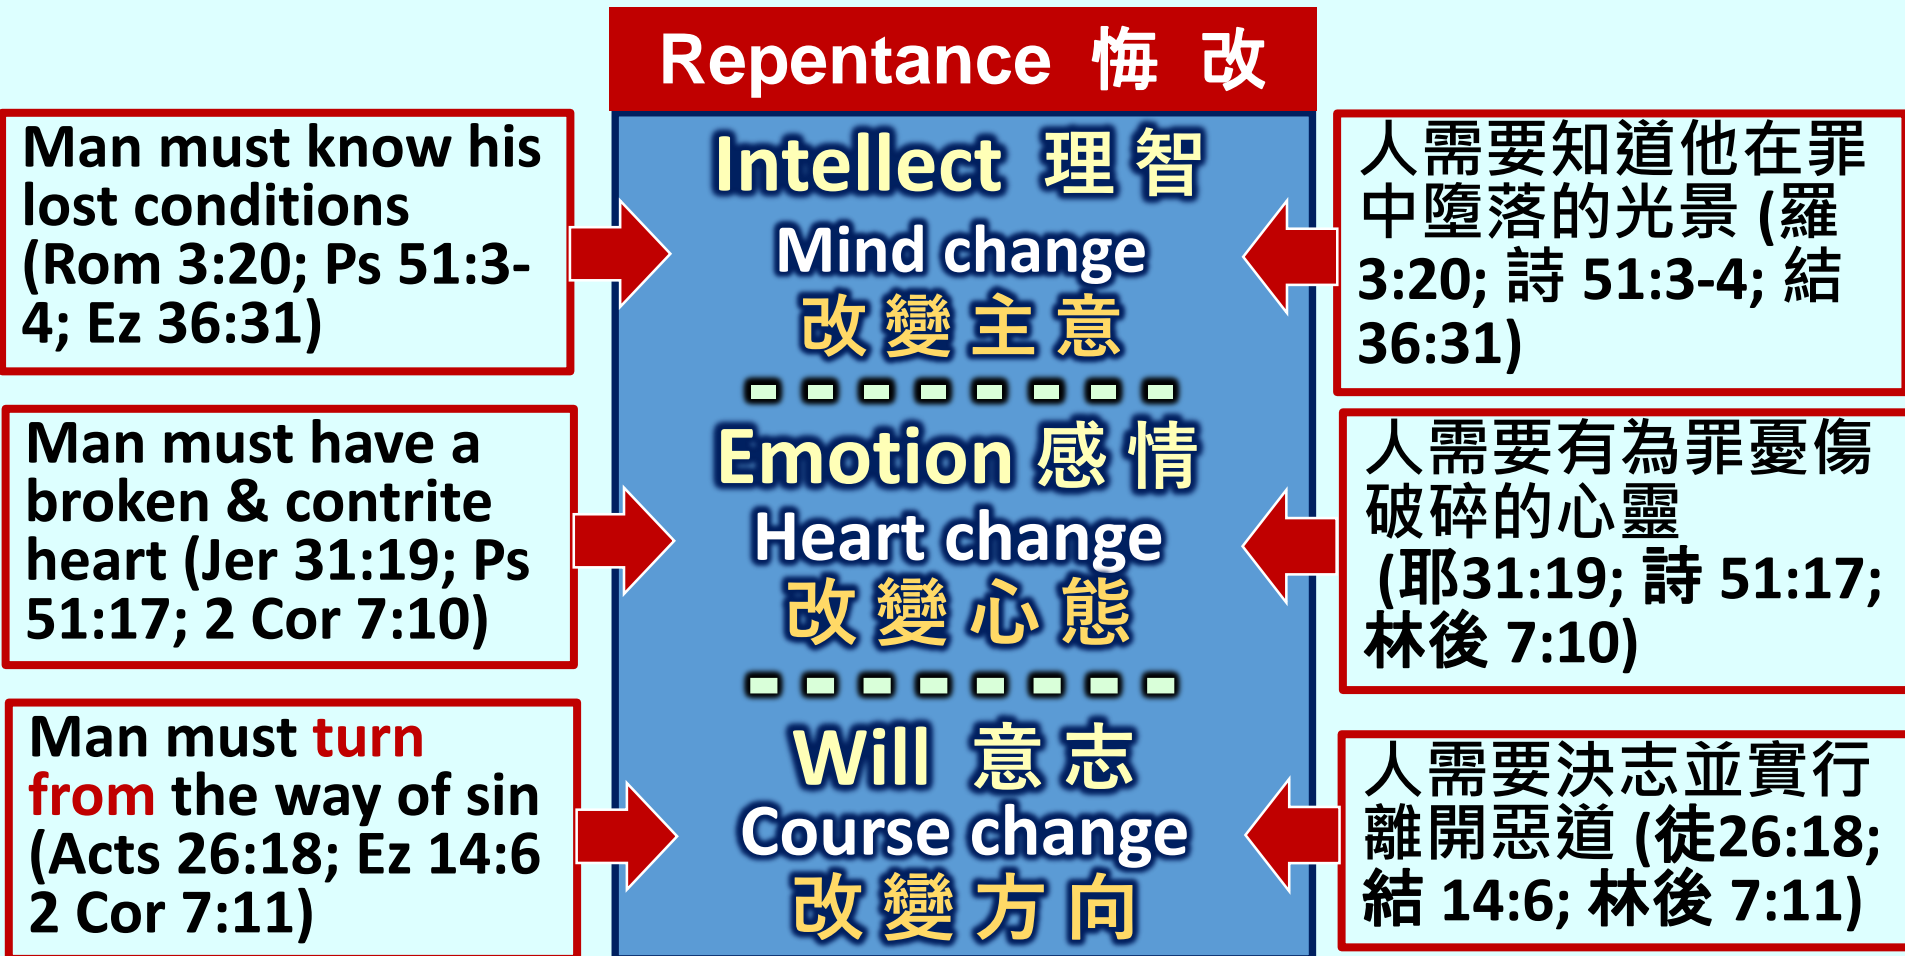 Repentance 悔 改
Man must know his
lost conditions
(Rom 3:20; Ps 51:3-
4; Ez 36:31)
Intellect 理 智
Mind change
改 變 主 意
人需要知道他在罪
中墮落的光景 (羅
3:20; 詩 51:3-4; 結
36:31)
Man must have a
broken & contrite
heart (Jer 31:19; Ps
51:17; 2 Cor 7:10)
Emotion 感 情
Heart change
改 變 心 態
人需要有為罪憂傷
破碎的心靈
(耶31:19; 詩 51:17;
林後 7:10)
Man must turn
from the way of sin
(Acts 26:18; Ez 14:6
2 Cor 7:11)
Will 意 志
Course change
改 變 方 向
人需要決志並實行
離開惡道 (徒26:18;
結 14:6; 林後 7:11)